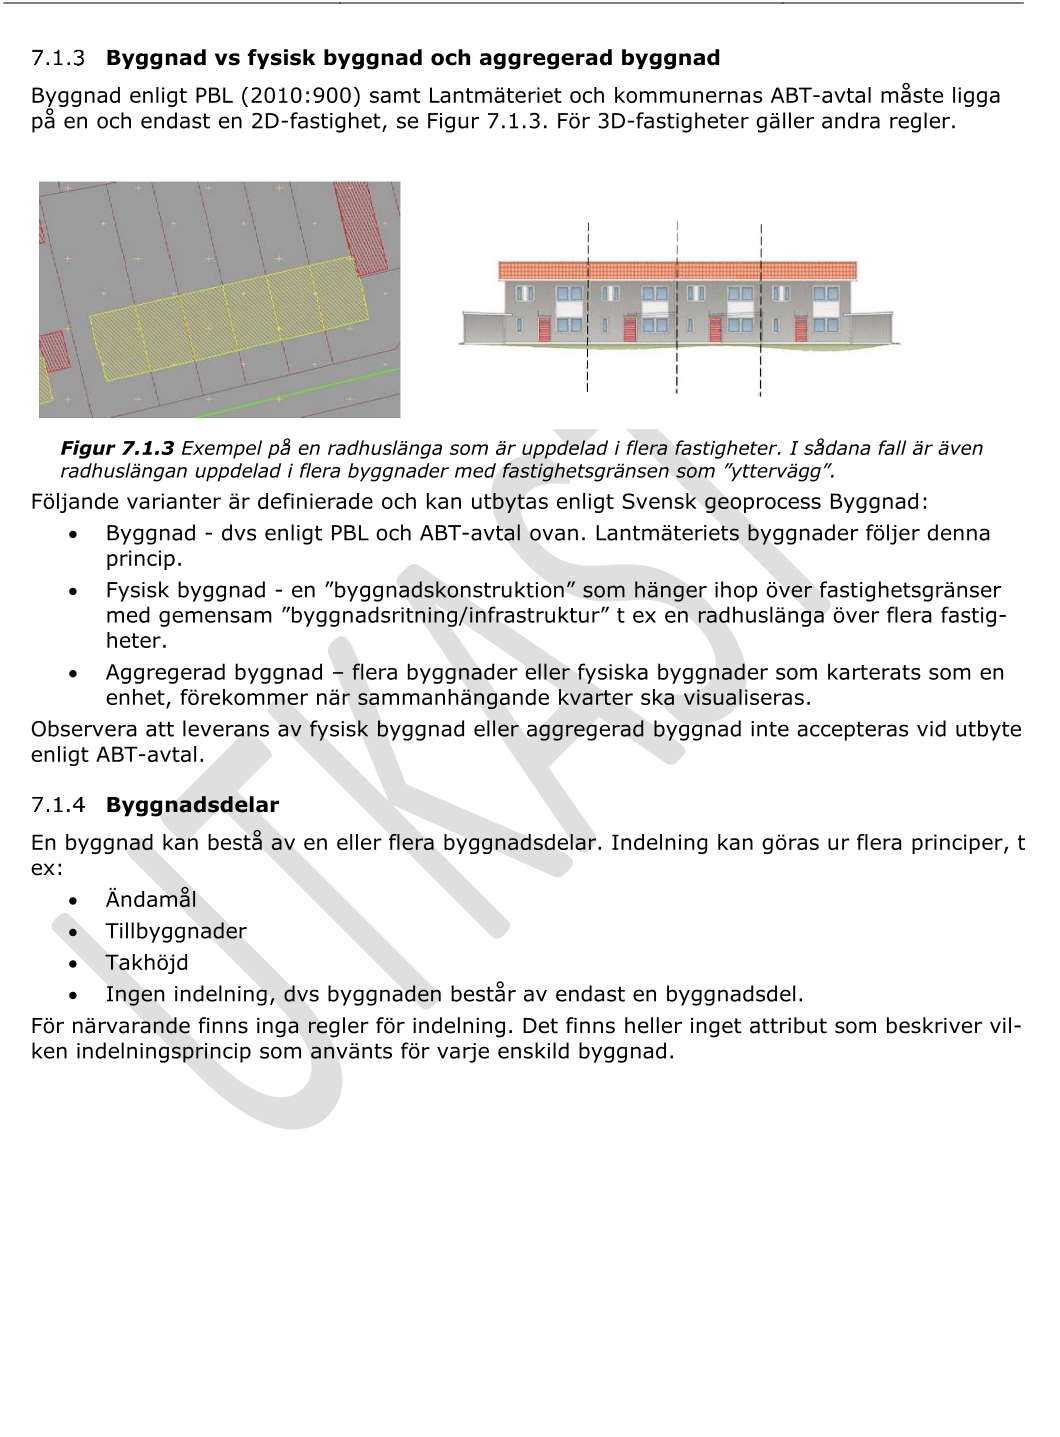 7.1.3 Byggnad vs fysisk byggnad och aggregerad byggnad
Byggnad enligt PBL (2010:900) samt Lantmäteriet och kommunernas ABT-avtal måste ligga
på en och endast en 2D-fastighet, se Figur 7.1.3. För 3D-fastigheter gäller andra regler.
Figur 7.1.3 Exempel på en radhuslänga som är uppdelad i flera fastigheter. I sådana fall är även
radhuslängan uppdelad i flera byggnader med fastighetsgränsen som ”yttervägg”.
Följande varianter är definierade och kan utbytas enligt Svensk geoprocess Byggnad:
• Byggnad - dvs enligt PBL och ABT-avtal ovan. Lantmäteriets byggnader följer denna
princip.
• Fysisk byggnad - en ”byggnadskonstruktion” som hänger ihop över fastighetsgränser
med gemensam ”byggnadsritning/infrastruktur” t ex en radhuslänga över flera fastig-
heter.
• Aggregerad byggnad – flera byggnader eller fysiska byggnader som karterats som en
enhet, förekommer när sammanhängande kvarter ska visualiseras.
Observera att leverans av fysisk byggnad eller aggregerad byggnad inte accepteras vid utbyte
enligt ABT-avtal.
7.1.4 Byggnadsdelar
En byggnad kan bestå av en eller flera byggnadsdelar. Indelning kan göras ur flera principer, t
ex:
• Ändamål
• Tillbyggnader
• Takhöjd
• Ingen indelning, dvs byggnaden består av endast en byggnadsdel.
För närvarande finns inga regler för indelning. Det finns heller inget attribut som beskriver vil-
ken indelningsprincip som använts för varje enskild byggnad.
UTKAST